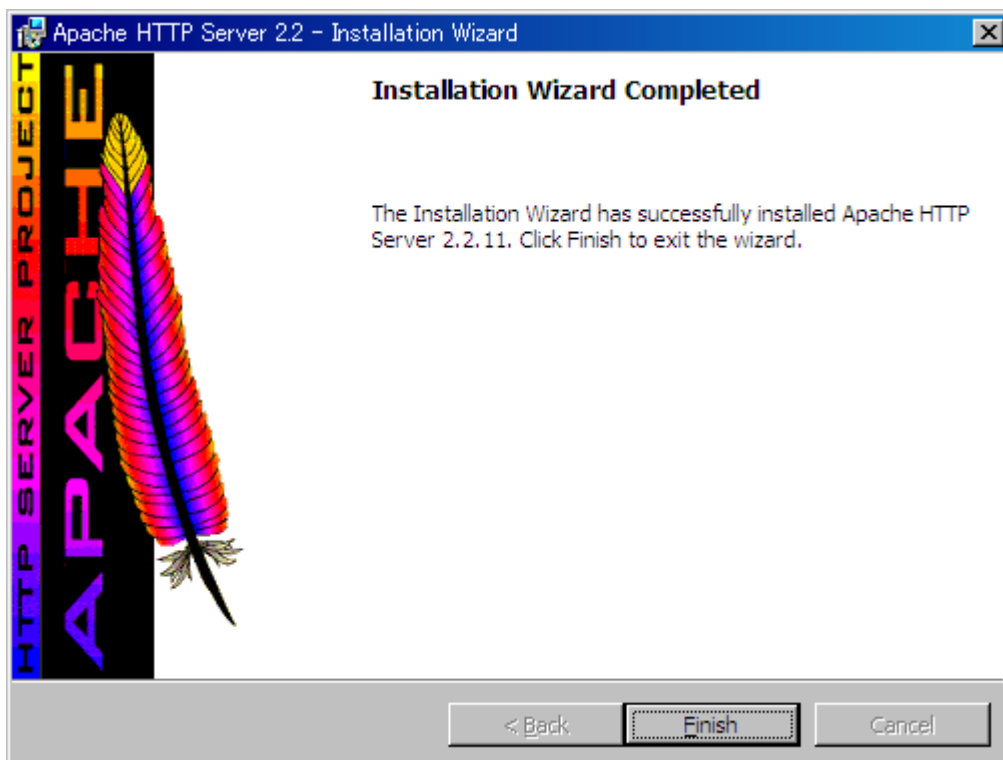 Apache HTTP Server 2.2 - Installation Wizard
HTTP SERVER PROJECT
APACHE
Installation Wizard Completed
The Installation Wizard has successfully installed Apache HTTP
Server 2.2.11. Click Finish to exit the wizard.
< Back
Finish
Cancel